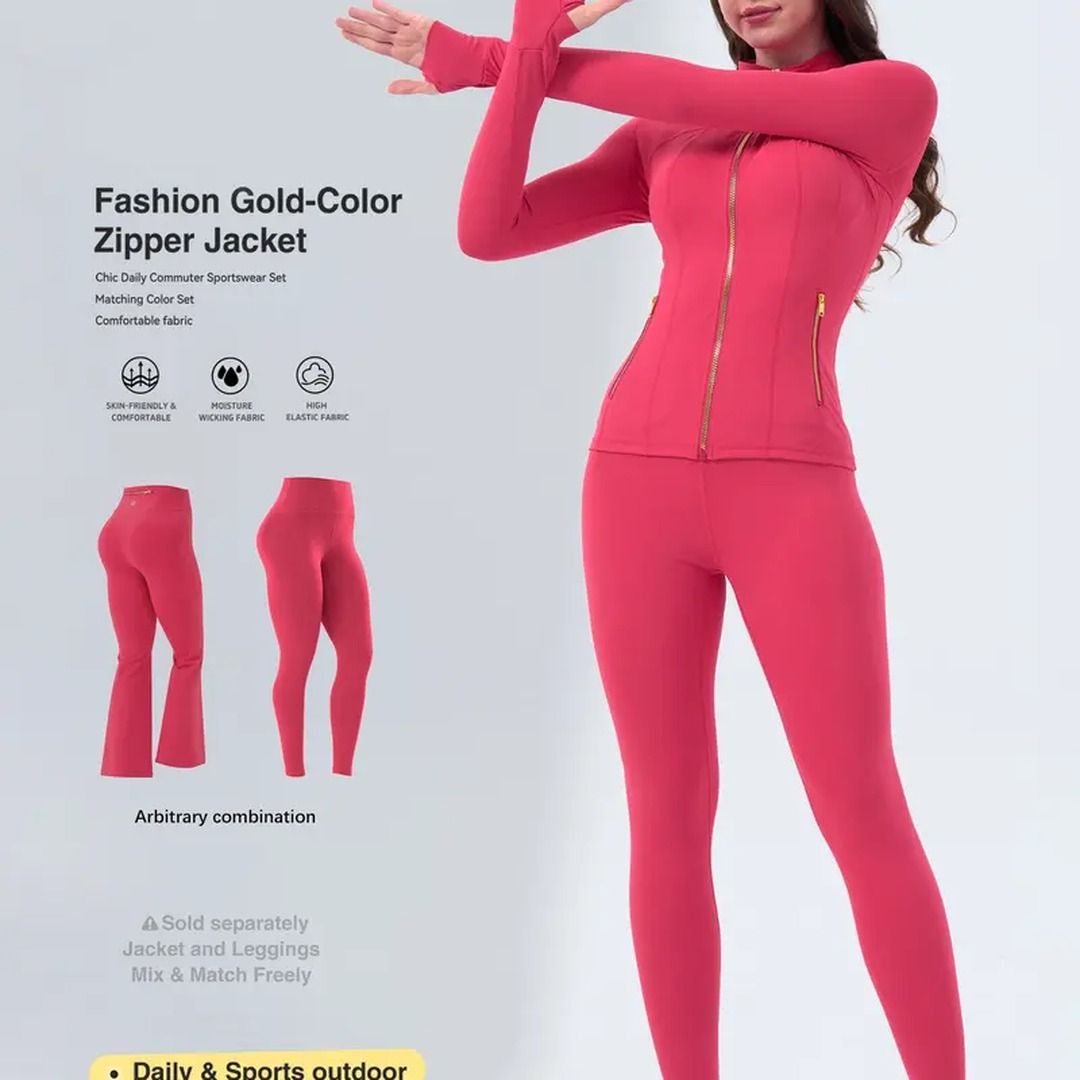 Fashion Gold-Color
Zipper Jacket
Chic Daily Commuter Sportswear Set
Matching Color Set
Comfortable fabric
SKIN-FRIENDLY &
COMFORTABLE
MOISTURE
WICKING FABRIC
HIGH
ELASTIC FABRIC
Arbitrary combination
⚠Sold separately
Jacket and Leggings
Mix & Match Freely
• Daily & Sports outdoor